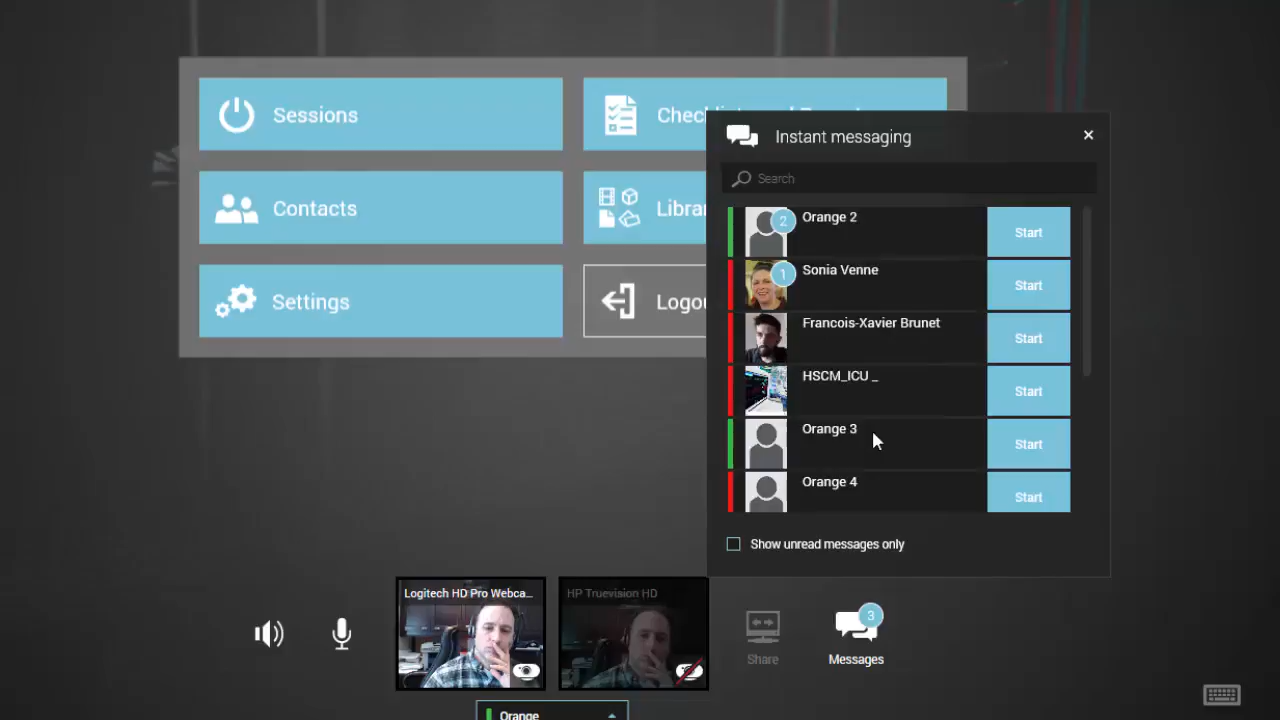 Sessions
Contacts
Settings
Instant messaging
Search
2
Orange 2
Start
1
Sonia Venne
Start
Francois-Xavier Brunet
Start
HSCM_ICU _
Start
Orange 3
Start
Orange 4
Start
Show unread messages only
Logitech HD Pro Webca...
HP Truevision HD
Share
3
Messages
Orange